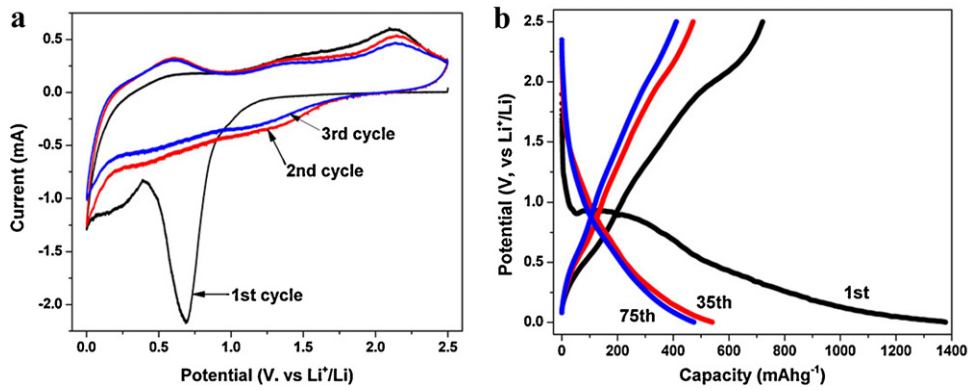 a
0.5
0.0
-0.5
-1.0
-1.5
-2.0
Current (mA)
3rd cycle
2nd cycle
1st cycle
0.0 0.5 1.0 1.5 2.0 2.5
Potential (V. vs Li⁺/Li)
b
2.5
2.0
1.5
1.0
0.5
0.0
Potential (V, vs Li⁺/Li)
1st
35th
75th
0 200 400 600 800 1000 1200 1400
Capacity (mAhg⁻¹)